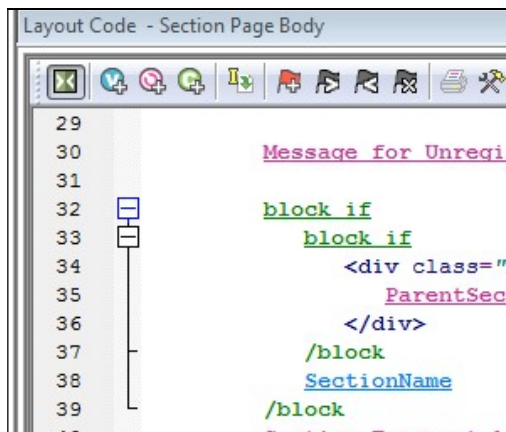 Layout Code - Section Page Body
29
30 Message for Unregi
31
32 block if
33 block if
34 <div class="
35 ParentSec
36 </div>
37 /block
38 SectionName
39 /block